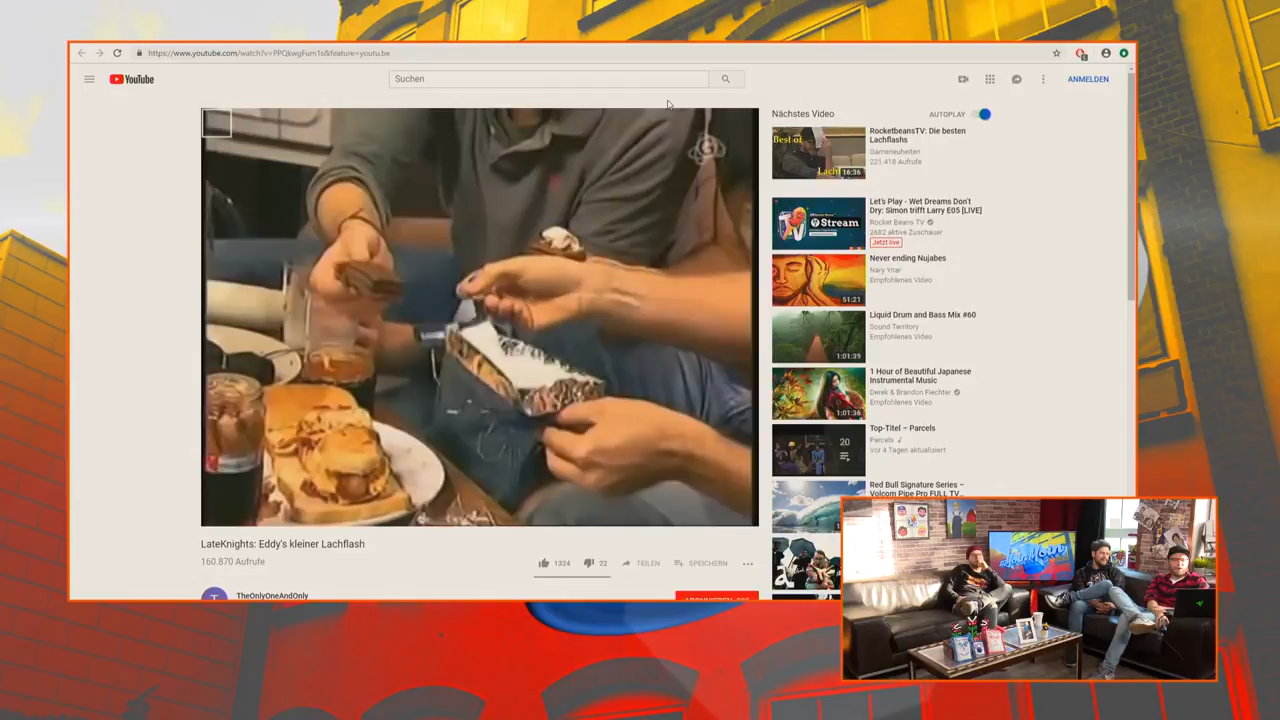 https://www.youtube.com/watch?v=PPQkwgFum1s&feature=youtu.be
YouTube
Suchen
ANMELDEN
Nächstes Video
AUTOPLAY
Best of
16:36
RocketbeansTV: Die besten
Lachflashs
Gameneuheiten
221.418 Aufrufe
Stream
Let's Play - Wet Dreams Don't
Dry: Simon trifft Larry E05 [LIVE]
Rocket Beans TV
2682 aktive Zuschauer
Jetzt live
51:21
Never ending Nujabes
Nary Ynar
Empfohlenes Video
1:01:39
Liquid Drum and Bass Mix #60
Sound Territory
Empfohlenes Video
1:01:36
1 Hour of Beautiful Japanese
Instrumental Music
Derek & Brandon Fiechter
Empfohlenes Video
20
Top-Titel – Parcels
Parcels
Vor 4 Tagen aktualisiert
Red Bull Signature Series –
Volcom Pipe Pro FULL TV...
LateKnights: Eddy's kleiner Lachflash
160.870 Aufrufe
1324
22
TEILEN
SPEICHERN
T
TheOnlyOneAndOnly